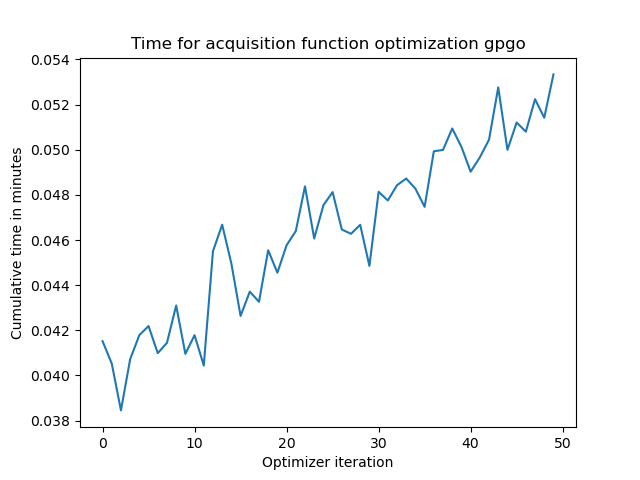 Time for acquisition function optimization gpgo
0.054
0.052
0.050
0.048
0.046
0.044
0.042
0.040
0.038
Cumulative time in minutes
0 10 20 30 40 50
Optimizer iteration